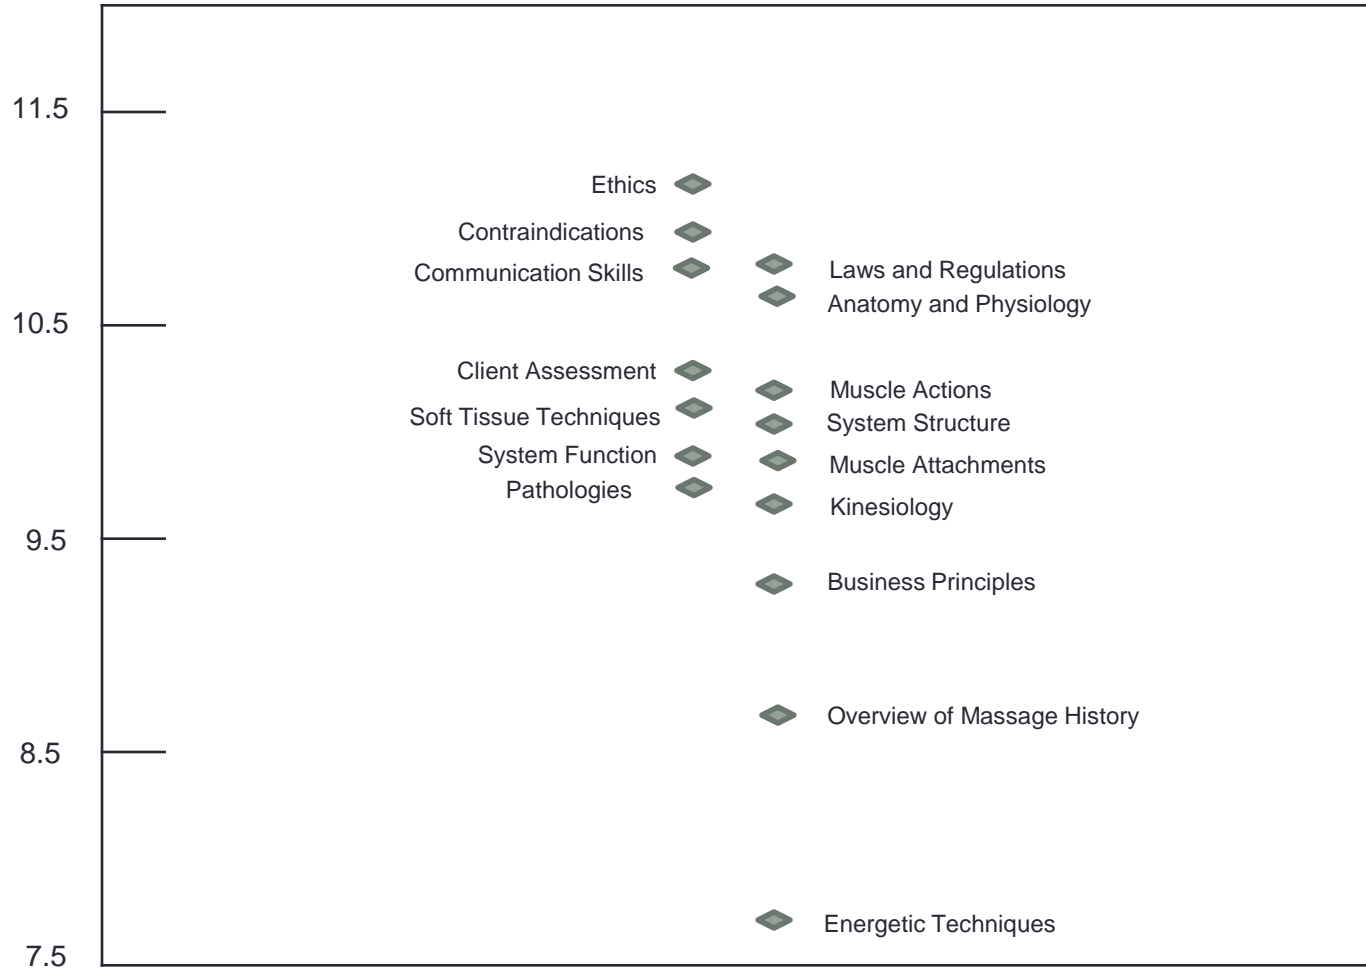 11.5
Ethics
Contraindications
Communication Skills
Laws and Regulations
Anatomy and Physiology
10.5
Client Assessment
Muscle Actions
Soft Tissue Techniques
System Structure
System Function
Muscle Attachments
Pathologies
Kinesiology
9.5
Business Principles
Overview of Massage History
8.5
Energetic Techniques
7.5